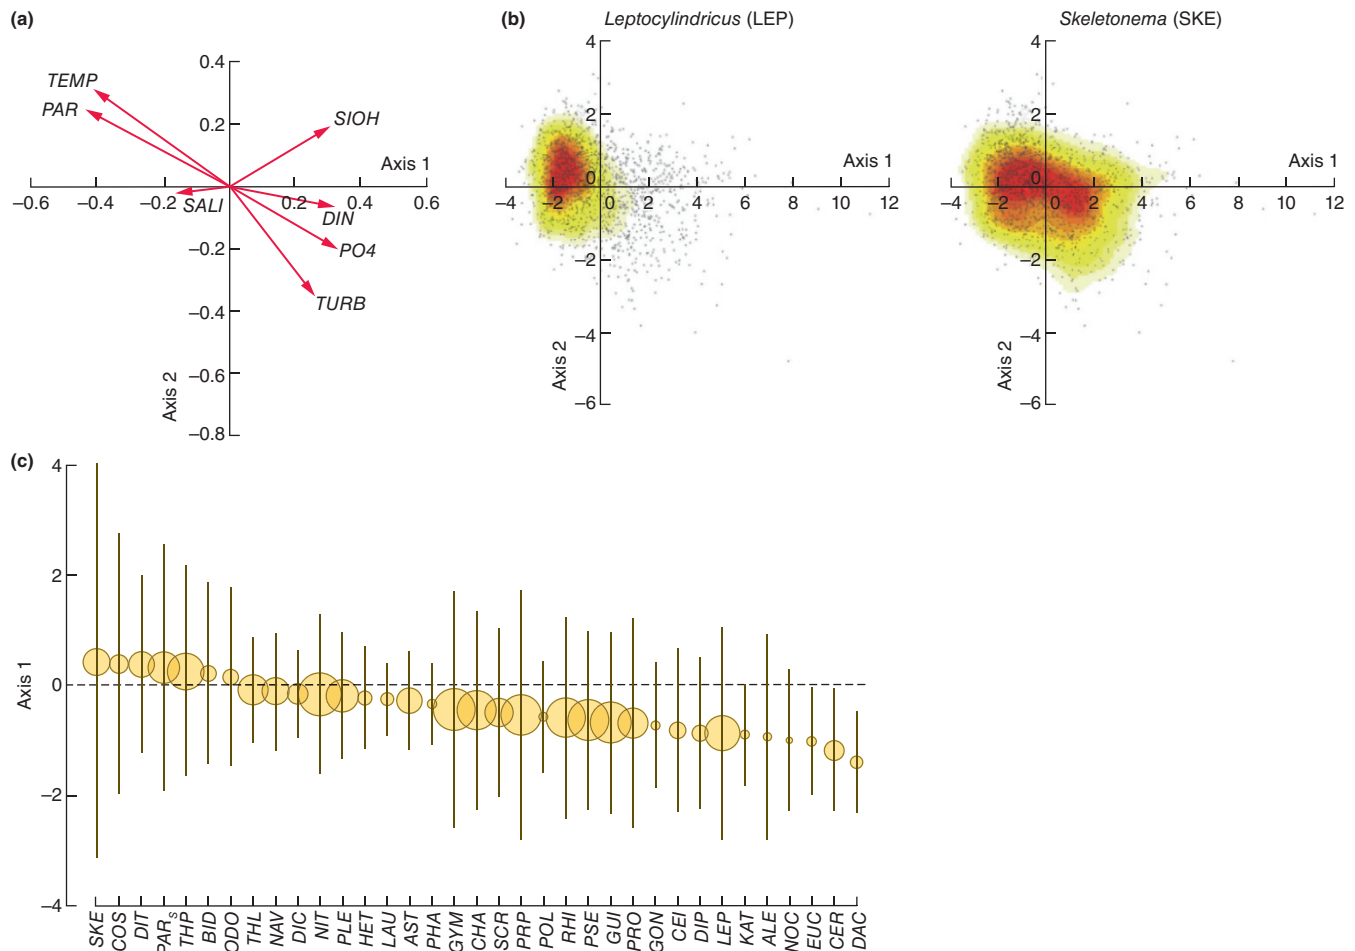 (a)
0.4
TEMP
PAR
0.2
SIOH
Axis 1
–0.6
–0.4
–0.2
0.2
0.4
0.6
SALI
DIN
–0.2
PO4
TURB
–0.4
–0.6
–0.8
Axis 2
(b)
Leptocylindricus (LEP)
4
2
Axis 1
0
–4
–2
0
2
4
6
8
10
12
–2
–4
–6
Axis 2
Skeletonema (SKE)
4
2
Axis 1
0
–4
–2
0
2
4
6
8
10
12
–2
–4
–6
Axis 2
(c)
4
2
0
–2
–4
Axis 1
SKE
COS
DIT
PAR_s
THP
BID
ODO
THL
NAV
DIC
NIT
PLE
HET
LAU
AST
PHA
GYM
CHA
SCR
PRP
POL
RHI
PSE
GUI
PRO
GON
CEI
DIP
LEP
KAT
ALE
NOC
EUC
CER
DAC